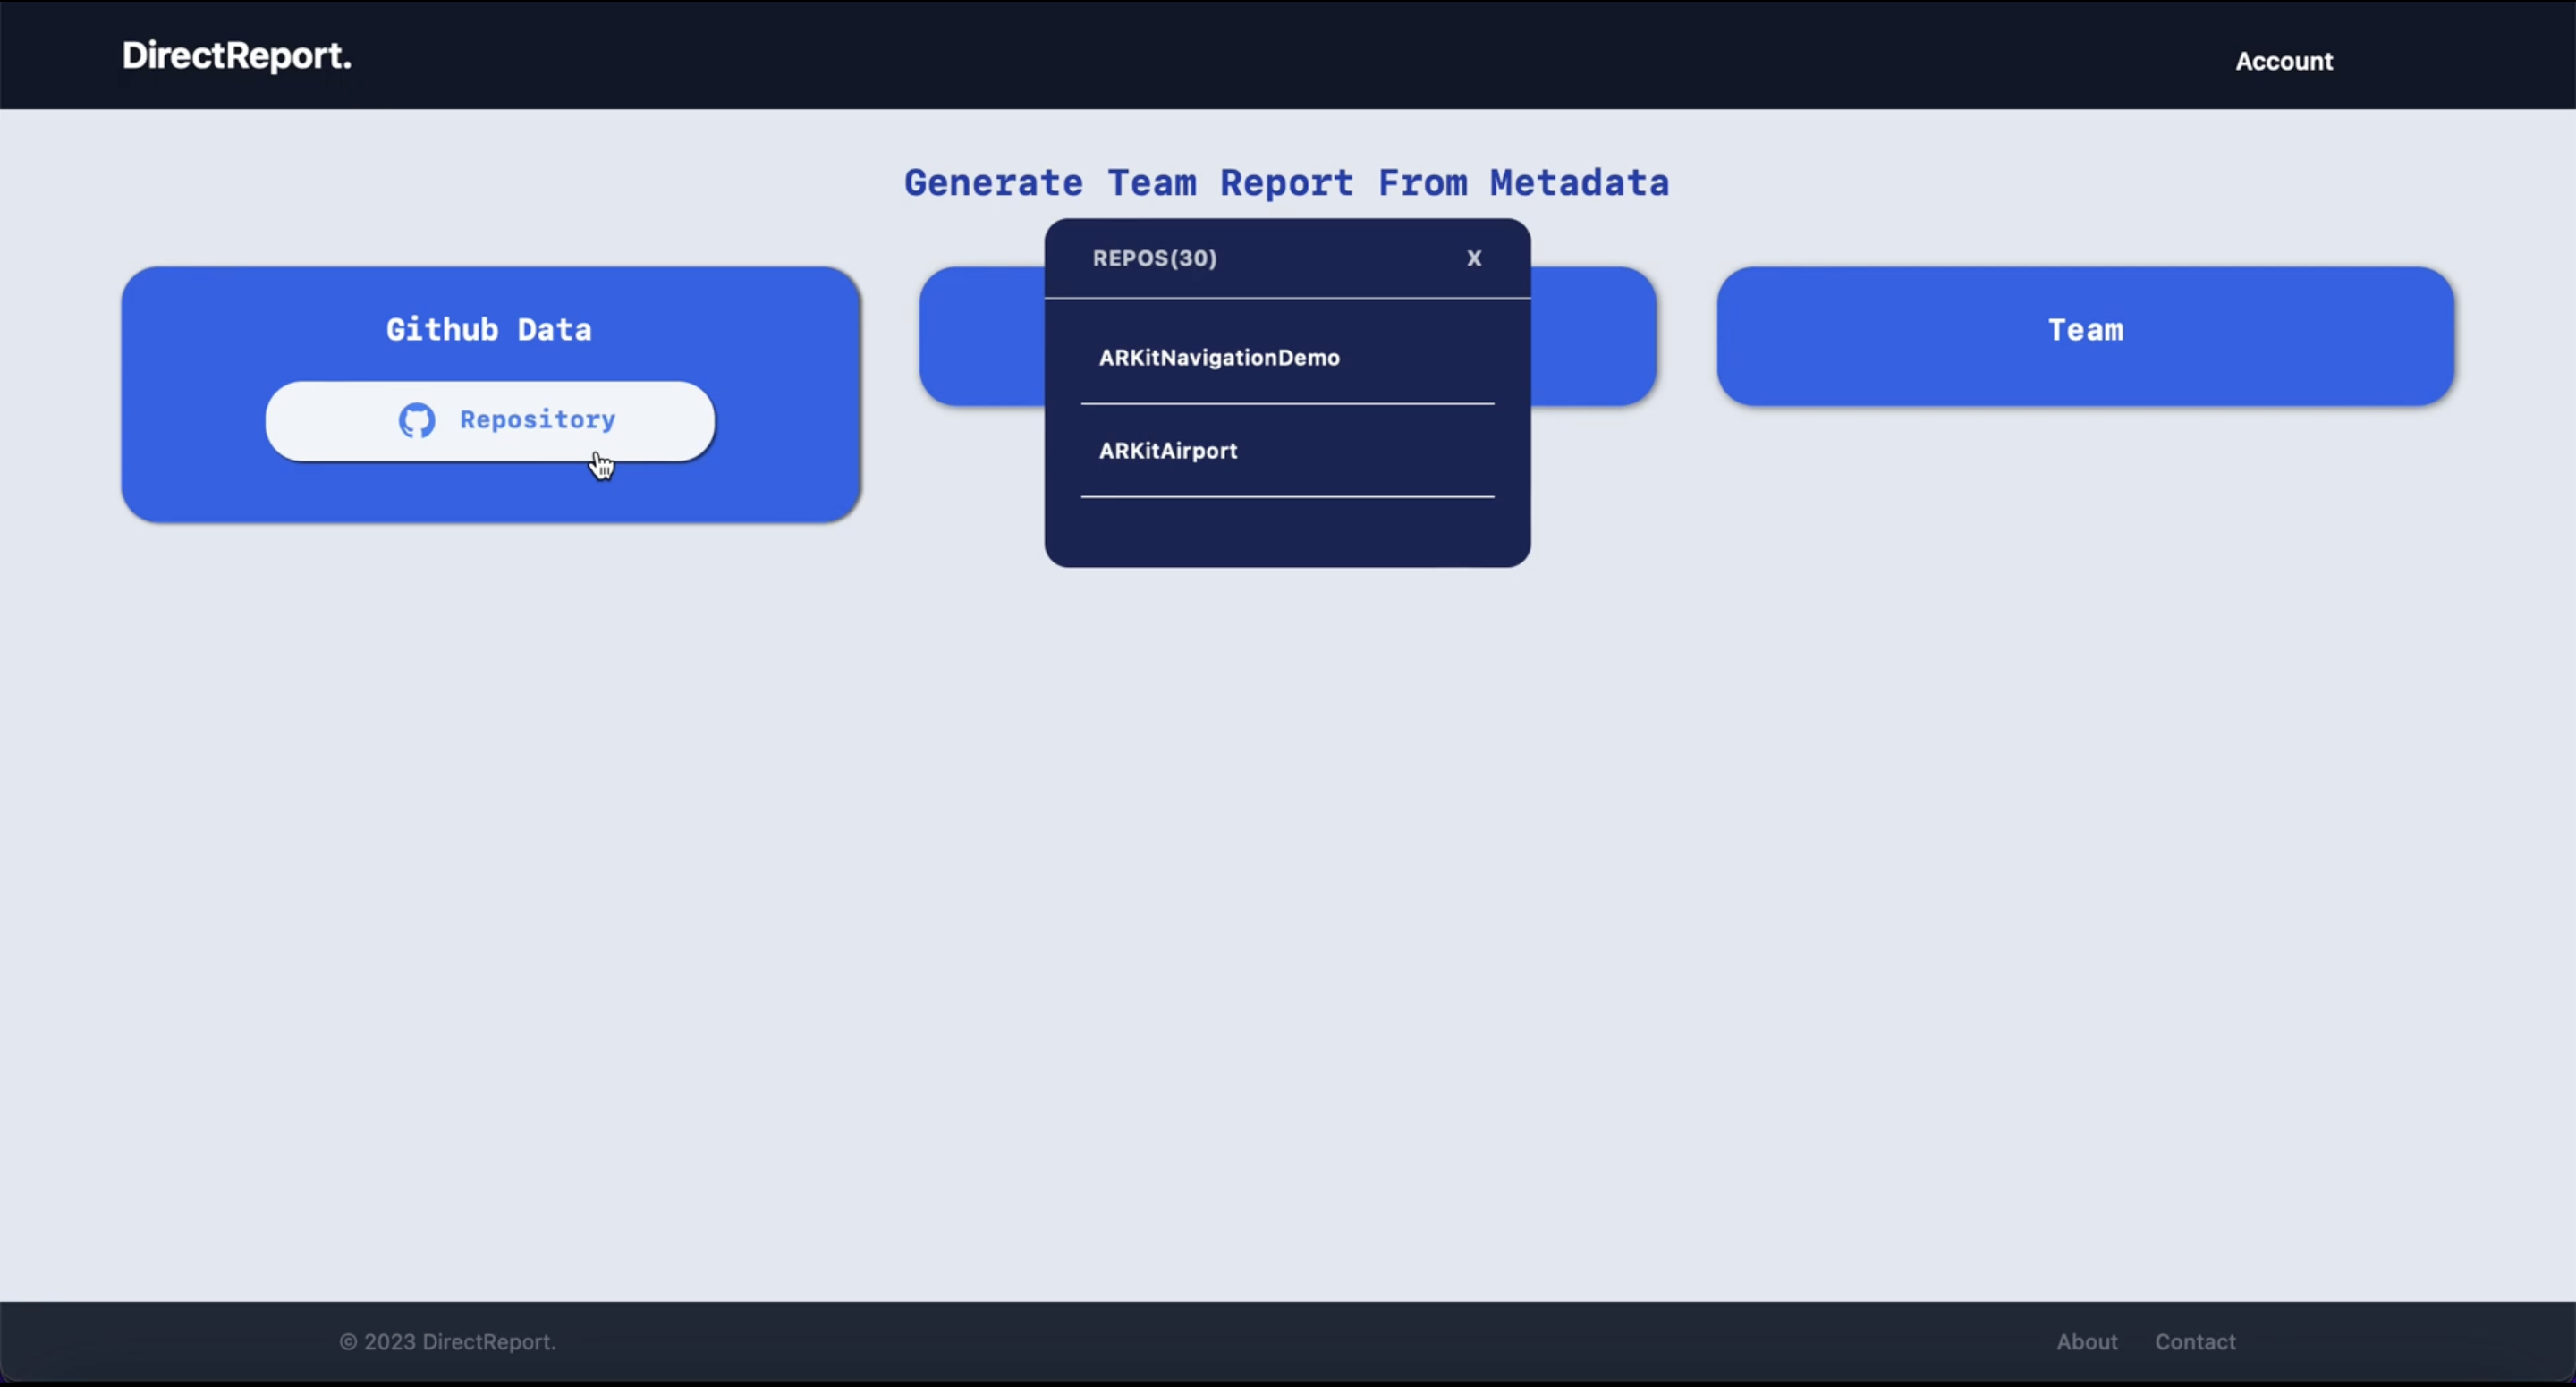 DirectReport.
Account
Generate Team Report From Metadata
REPOS(30) X
Github Data
Team
ARKitNavigationDemo
Repository
ARKitAirport
© 2023 DirectReport.
About Contact